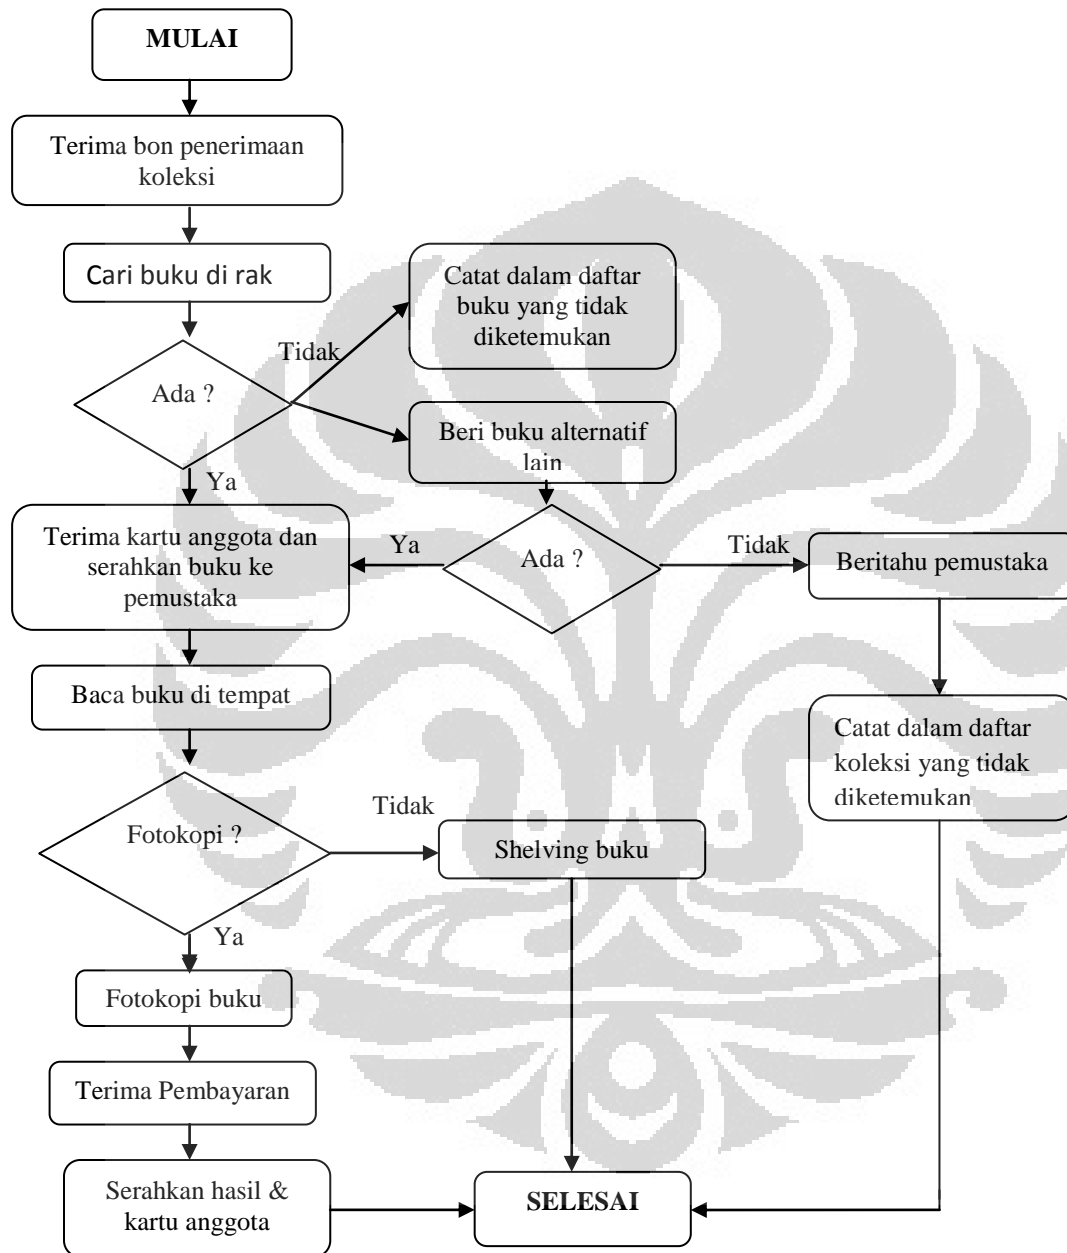 MULAI
Terima bon penerimaan
koleksi
Cari buku di rak
Catat dalam daftar
buku yang tidak
diketemukan
Tidak
Ada ?
Beri buku alternatif
lain
Ya
Terima kartu anggota dan
serahkan buku ke
pemustaka
Ya
Ada ?
Tidak
Beritahu pemustaka
Baca buku di tempat
Catat dalam daftar
koleksi yang tidak
diketemukan
Tidak
Fotokopi ?
Shelving buku
Ya
Fotokopi buku
Terima Pembayaran
Serahkan hasil &
kartu anggota
SELESAI